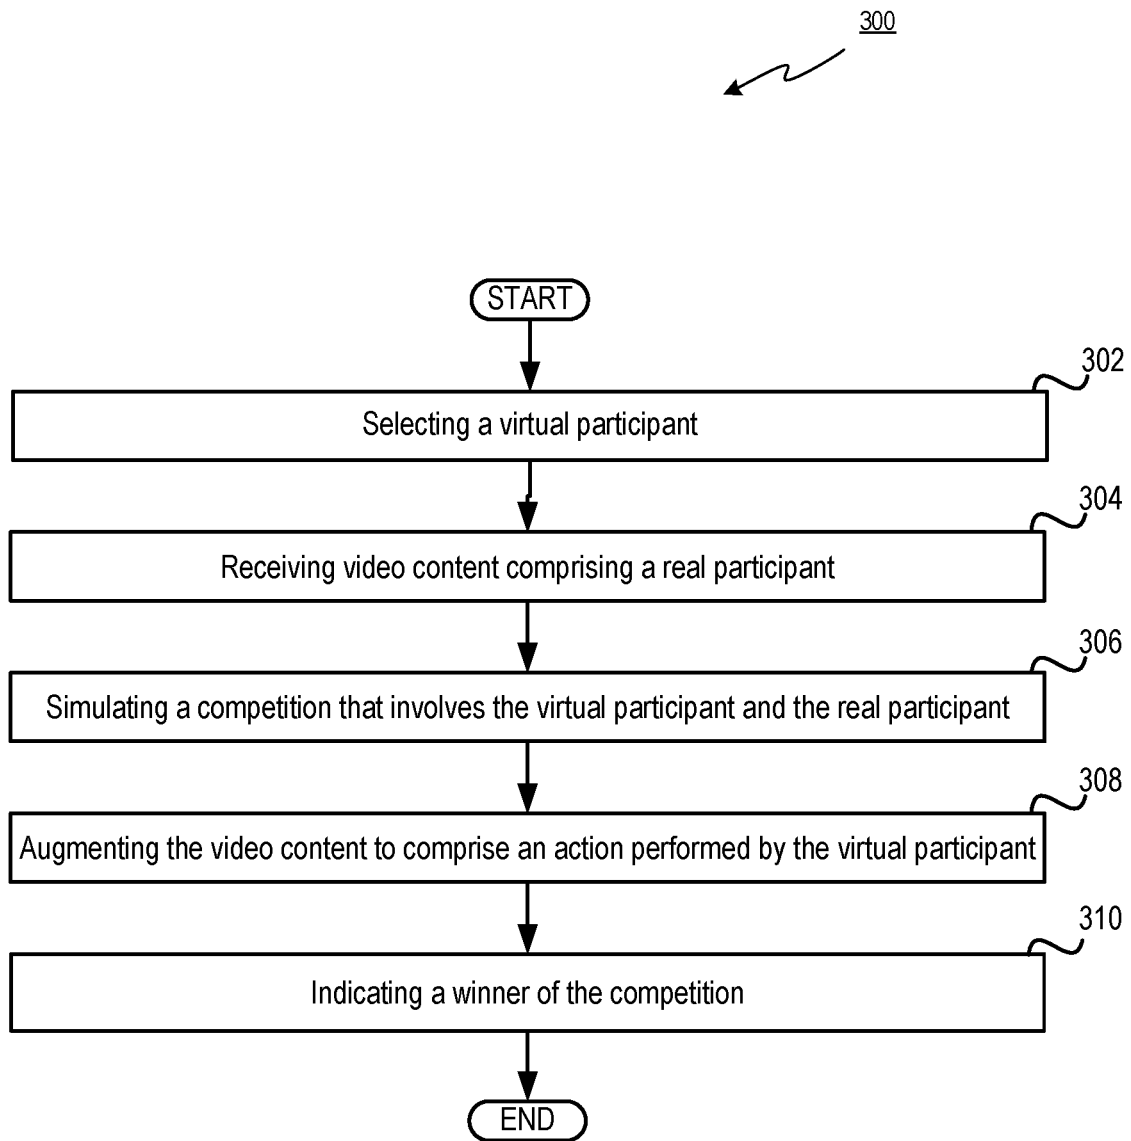 300
START
302
Selecting a virtual participant
304
Receiving video content comprising a real participant
306
Simulating a competition that involves the virtual participant and the real participant
308
Augmenting the video content to comprise an action performed by the virtual participant
310
Indicating a winner of the competition
END